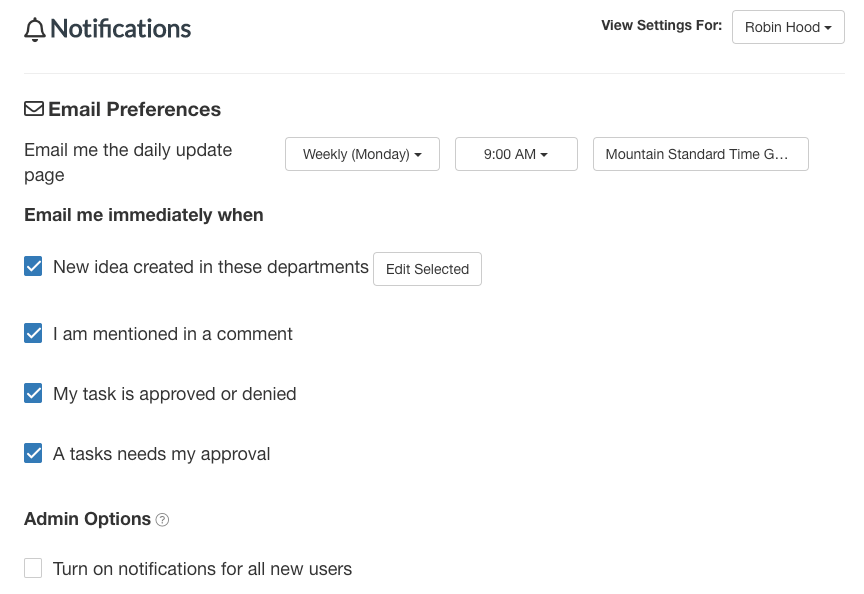 Notifications
View Settings For:
Robin Hood
Email Preferences
Email me the daily update
page
Weekly (Monday)
9:00 AM
Mountain Standard Time G...
Email me immediately when
New idea created in these departments
Edit Selected
I am mentioned in a comment
My task is approved or denied
A tasks needs my approval
Admin Options ?
Turn on notifications for all new users